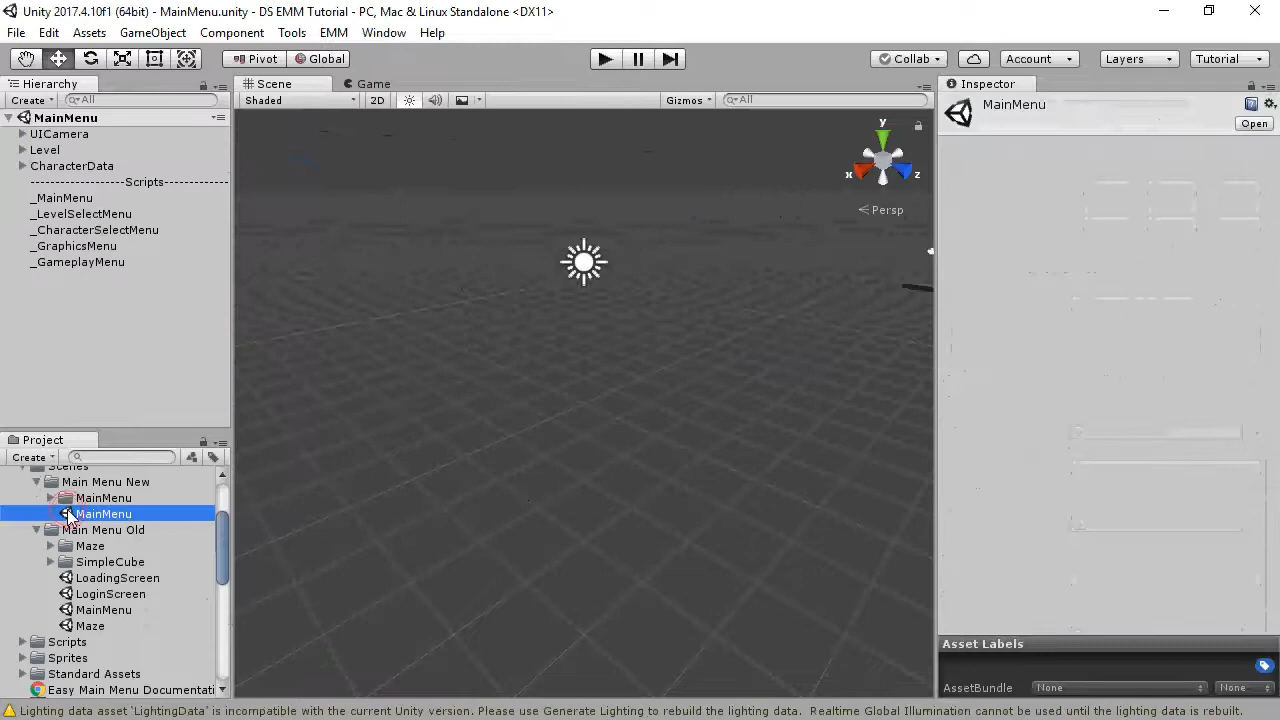 Unity 2017.4.10f1 (64bit) - MainMenu.unity - DS EMM Tutorial - PC, Mac & Linux Standalone <DX11>
File Edit Assets GameObject Component Tools EMM Window Help
Pivot Global Collab Account Layers Tutorial
Hierarchy Scene Game Inspector
Create All Shaded 2D Gizmos All
MainMenu
UICamera
Level
CharacterData
-----------------------Scripts----------------
_MainMenu
_LevelSelectMenu
_CharacterSelectMenu
_GraphicsMenu
_GameplayMenu
y
x z
Persp
MainMenu
Open
Project
Create
Scenes
Main Menu New
MainMenu
MainMenu
Main Menu Old
Maze
SimpleCube
LoadingScreen
LoginScreen
MainMenu
Maze
Scripts
Sprites
Standard Assets
Easy Main Menu Documentati
Asset Labels
AssetBundle None None
Lighting data asset 'LightingData' is incompatible with the current Unity version. Please use Generate Lighting to rebuild the lighting data. Realtime Global Illumination cannot be used until the lighting data is rebuilt.